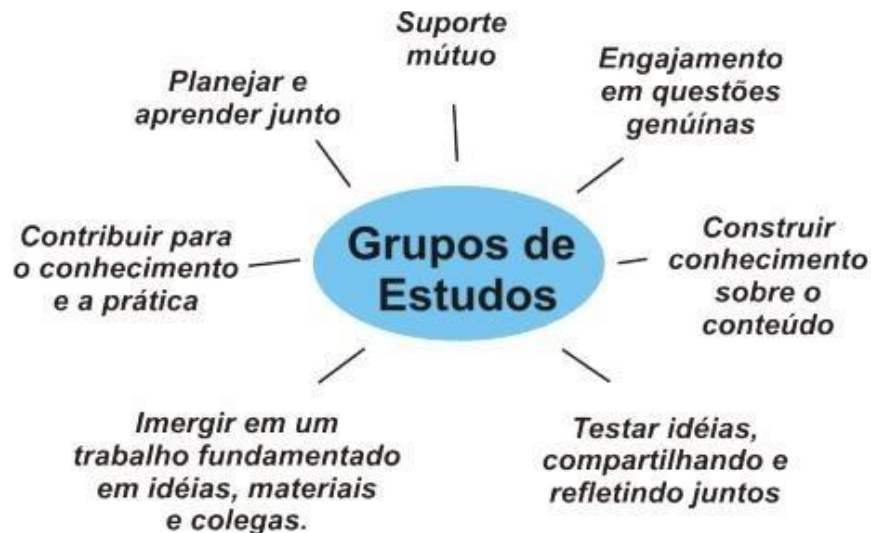 Suporte
mútuo
Planejar e
aprender junto
Engajamento
em questões
genúínas
Contribuir para
o conhecimento
e a prática
Grupos de
Estudos
Construir
conhecimento
sobre o
conteúdo
Imergir em um
trabalho fundamentado
em idéias, materiais
e colegas.
Testar idéias,
compartilhando e
refletindo juntos